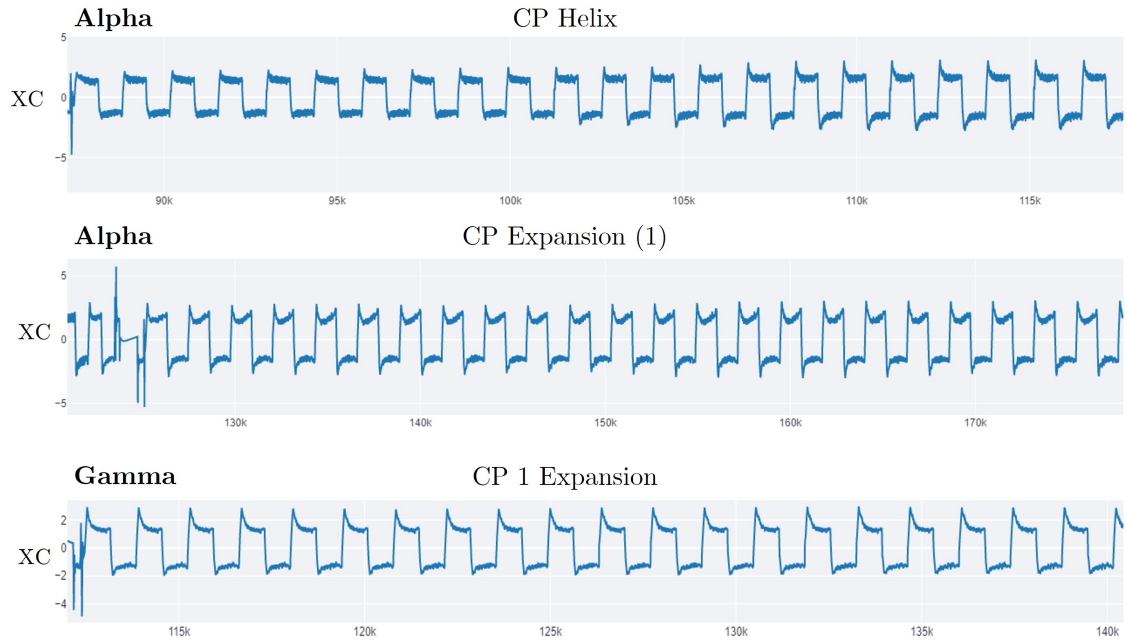 Alpha CP Helix
5
XC 0
−5
90k 95k 100k 105k 110k 115k
Alpha CP Expansion (1)
5
XC 0
−5
130k 140k 150k 160k 170k
Gamma CP 1 Expansion
2
XC 0
−2
−4
115k 120k 125k 130k 135k 140k